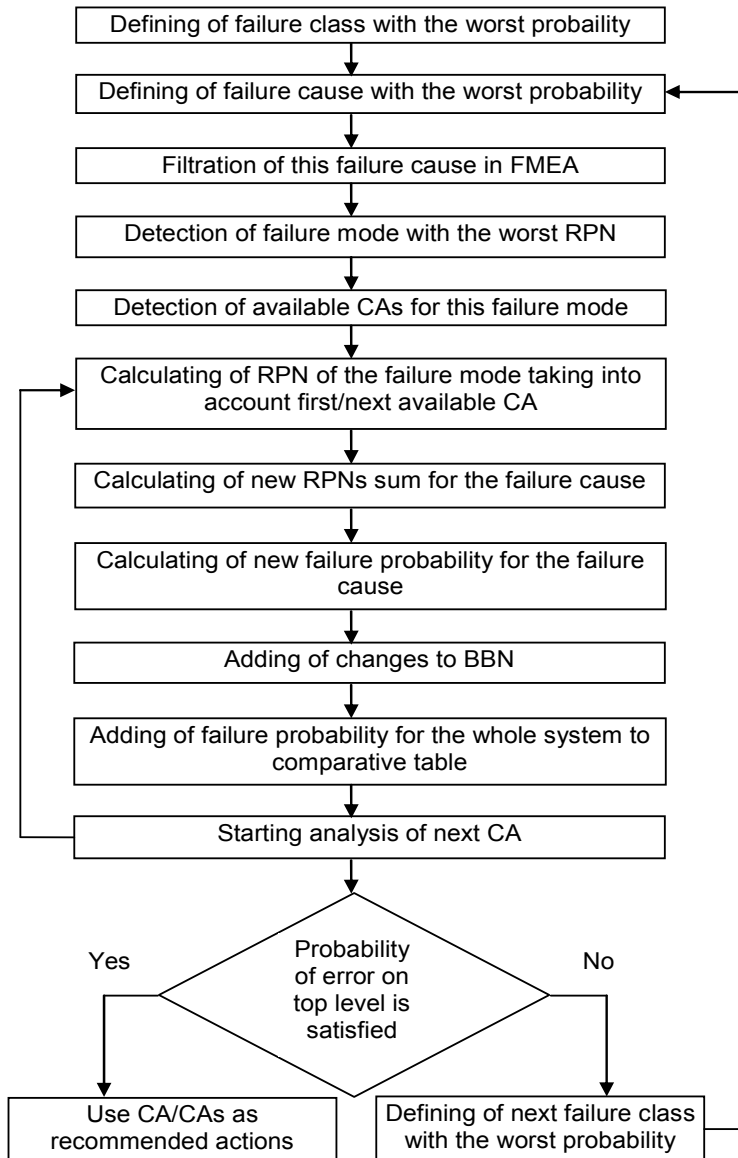 Defining of failure class with the worst probaility
Defining of failure cause with the worst probability
Filtration of this failure cause in FMEA
Detection of failure mode with the worst RPN
Detection of available CAs for this failure mode
Calculating of RPN of the failure mode taking into
account first/next available CA
Calculating of new RPNs sum for the failure cause
Calculating of new failure probability for the failure
cause
Adding of changes to BBN
Adding of failure probability for the whole system to
comparative table
Starting analysis of next CA
Yes
Probability
of error on
top level is
satisfied
No
Use CA/CAs as
recommended actions
Defining of next failure class
with the worst probability